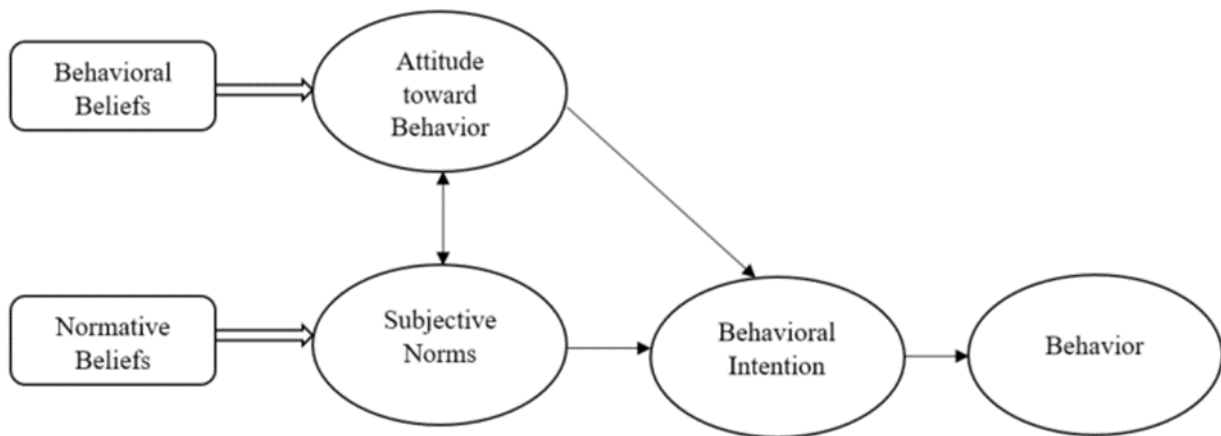 Behavioral
Beliefs
Attitude
toward
Behavior
Normative
Beliefs
Subjective
Norms
Behavioral
Intention
Behavior